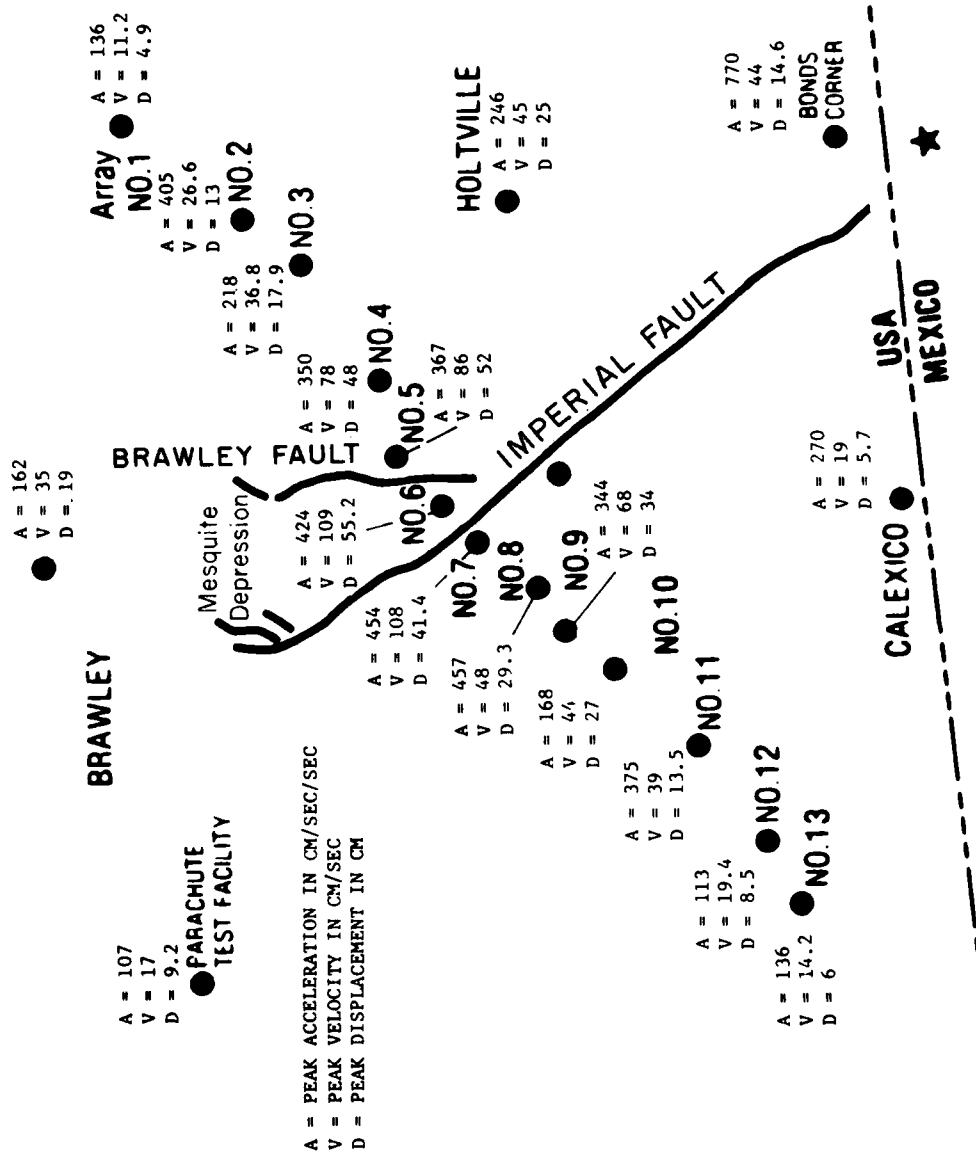 A = 162
V = 35
D = 19
BRAWLEY
Array
NO.1
A = 136
V = 11.2
D = 4.9
A = 405
V = 26.6
D = 13
NO.2
A = 218
V = 36.8
D = 17.9
NO.3
A = 107
V = 17
D = 9.2
PARACHUTE
TEST FACILITY
Mesquite
Depression
BRAWLEY FAULT
A = 350
V = 78
D = 48
NO.4
A = 367
V = 86
D = 52
NO.5
A = 424
V = 109
D = 55.2
NO.6
HOLTVILLE
A = 246
V = 45
D = 25
A = PEAK ACCELERATION IN CM/SEC/SEC
V = PEAK VELOCITY IN CM/SEC
D = PEAK DISPLACEMENT IN CM
A = 454
V = 108
D = 41.4
NO.7
IMPERIAL FAULT
A = 457
V = 48
D = 29.3
NO.8
A = 344
V = 68
D = 34
NO.9
A = 168
V = 44
D = 27
NO.10
A = 375
V = 39
D = 13.5
NO.11
A = 113
V = 19.4
D = 8.5
NO.12
A = 136
V = 14.2
D = 6
NO.13
A = 770
V = 44
D = 14.6
BONDS
CORNER
A = 270
V = 19
D = 5.7
CALEXICO
USA
MEXICO